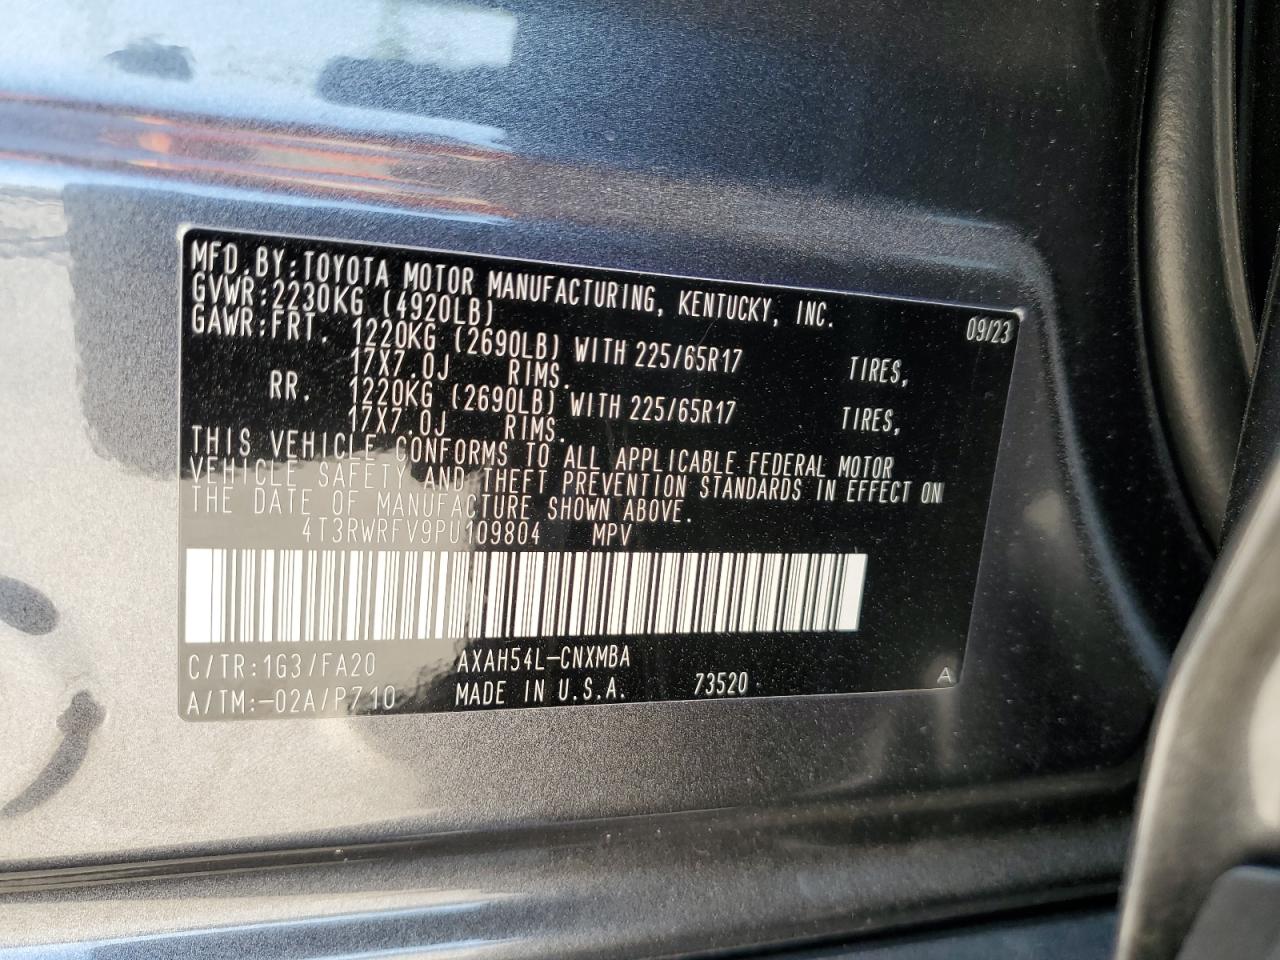 MFD.BY:TOYOTA MOTOR MANUFACTURING, KENTUCKY, INC.
GVWR:2230KG (4920LB) 09/23
GAWR:FRT. 1220KG (2690LB) WITH 225/65R17 TIRES,
17X7.0J RIMS.
RR. 1220KG (2690LB) WITH 225/65R17 TIRES,
17X7.0J RIMS.
THIS VEHICLE CONFORMS TO ALL APPLICABLE FEDERAL MOTOR
VEHICLE SAFETY AND THEFT PREVENTION STANDARDS IN EFFECT ON
THE DATE OF MANUFACTURE SHOWN ABOVE.
4T3RWRFV9PU109804 MPV
C/TR:1G3/FA20 AXAH54L-CNXMBA
A/TM:-02A/P710 MADE IN U.S.A. 73520 A